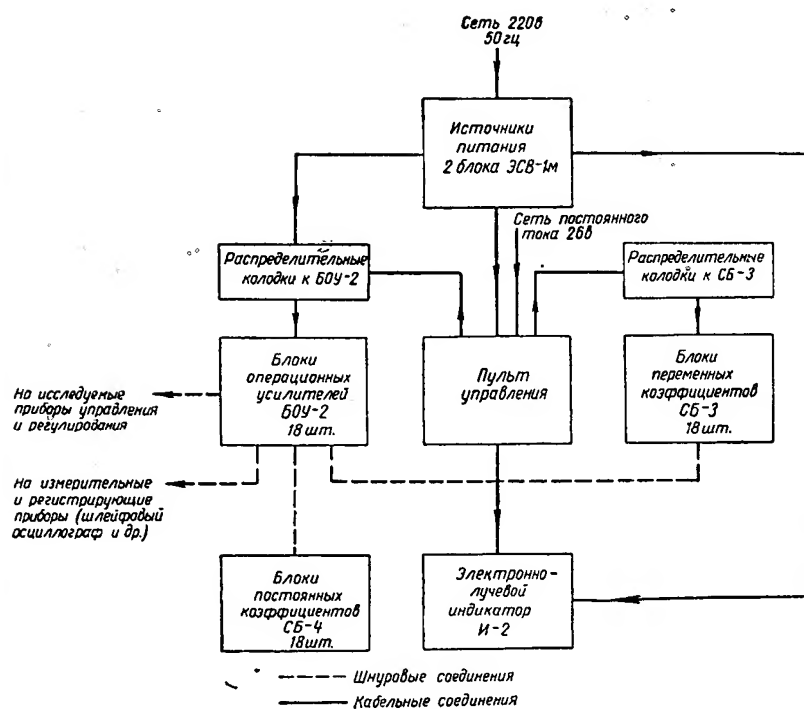 Сеть 220в
50гц
Источники
питания
2 блока ЭСВ-1м
Сеть постоянного
тока 26в
Распределительные
колодки к БОУ-2
Распределительные
колодки к СБ-3
Блоки
операционных
усилителей
БОУ-2
18 шт.
Пульт
управления
Блоки
переменных
коэффициентов
СБ-3
18 шт.
На исследуемые
приборы управления
и регулирования
На измерительные
и регистрирующие
приборы (шлейфовый
осциллограф и др.)
Блоки
постоянных
коэффициентов
СБ-4
18 шт.
Электронно-
лучевой
индикатор
И-2
Шнуровые соединения
Кабельные соединения